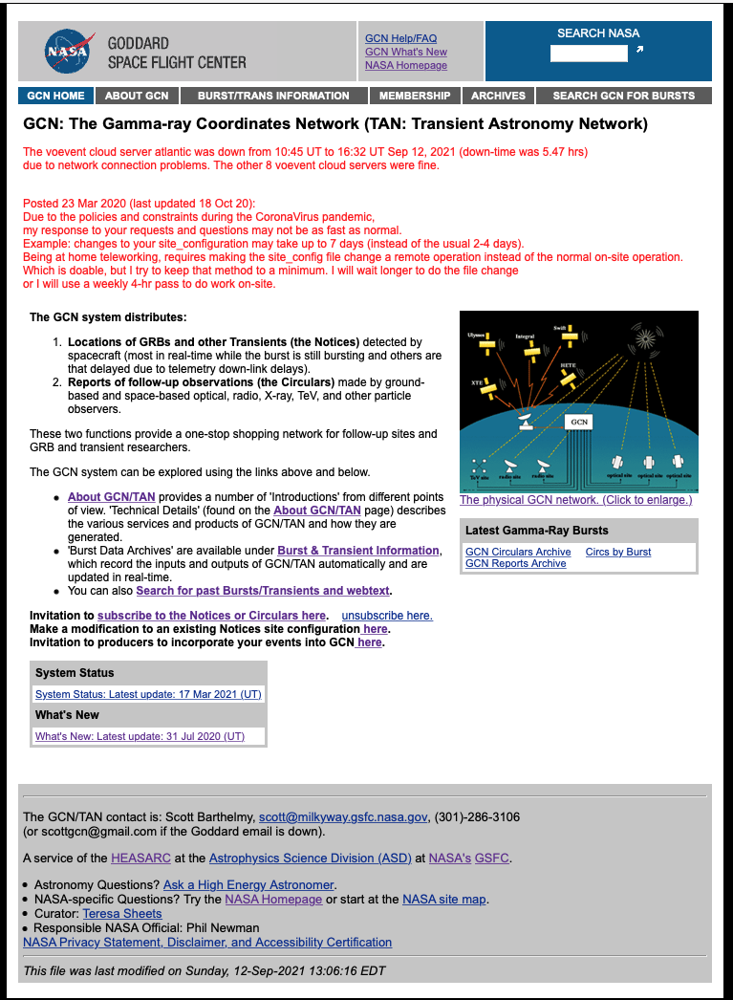 NASA
GODDARD
SPACE FLIGHT CENTER
GCN Help/FAQ
GCN What's New
NASA Homepage
SEARCH NASA
GCN HOME
ABOUT GCN
BURST/TRANS INFORMATION
MEMBERSHIP
ARCHIVES
SEARCH GCN FOR BURSTS
GCN: The Gamma-ray Coordinates Network (TAN: Transient Astronomy Network)
The voevent cloud server atlantic was down from 10:45 UT to 16:32 UT Sep 12, 2021 (down-time was 5.47 hrs)
due to network connection problems. The other 8 voevent cloud servers were fine.
Posted 23 Mar 2020 (last updated 18 Oct 20):
Due to the policies and constraints during the CoronaVirus pandemic,
my response to your requests and questions may not be as fast as normal.
Example: changes to your site_configuration may take up to 7 days (instead of the usual 2-4 days).
Being at home teleworking, requires making the site_config file change a remote operation instead of the normal on-site operation.
Which is doable, but I try to keep that method to a minimum. I will wait longer to do the file change
or I will use a weekly 4-hr pass to do work on-site.
The GCN system distributes:
1. Locations of GRBs and other Transients (the Notices) detected by
spacecraft (most in real-time while the burst is still bursting and others are
that delayed due to telemetry down-link delays).
2. Reports of follow-up observations (the Circulars) made by ground-
based and space-based optical, radio, X-ray, TeV, and other particle
observers.
These two functions provide a one-stop shopping network for follow-up sites and
GRB and transient researchers.
The GCN system can be explored using the links above and below.
• About GCN/TAN provides a number of 'Introductions' from different points
of view. 'Technical Details' (found on the About GCN/TAN page) describes
the various services and products of GCN/TAN and how they are
generated.
• 'Burst Data Archives' are available under Burst & Transient Information,
which record the inputs and outputs of GCN/TAN automatically and are
updated in real-time.
• You can also Search for past Bursts/Transients and webtext.
Invitation to subscribe to the Notices or Circulars here. unsubscribe here.
Make a modification to an existing Notices site configuration here.
Invitation to producers to incorporate your events into GCN here.
Ulysses
Integral
Swift
XTE
HETE
GCN
TeV site
radio site
radio site
optical site
optical site
optical site
The physical GCN network. (Click to enlarge.)
Latest Gamma-Ray Bursts
GCN Circulars Archive Circs by Burst
GCN Reports Archive
System Status
System Status: Latest update: 17 Mar 2021 (UT)
What's New
What's New: Latest update: 31 Jul 2020 (UT)
The GCN/TAN contact is: Scott Barthelmy, scott@milkyway.gsfc.nasa.gov, (301)-286-3106
(or scottgcn@gmail.com if the Goddard email is down).
A service of the HEASARC at the Astrophysics Science Division (ASD) at NASA's GSFC.
• Astronomy Questions? Ask a High Energy Astronomer.
• NASA-specific Questions? Try the NASA Homepage or start at the NASA site map.
• Curator: Teresa Sheets
• Responsible NASA Official: Phil Newman
NASA Privacy Statement, Disclaimer, and Accessibility Certification
This file was last modified on Sunday, 12-Sep-2021 13:06:16 EDT